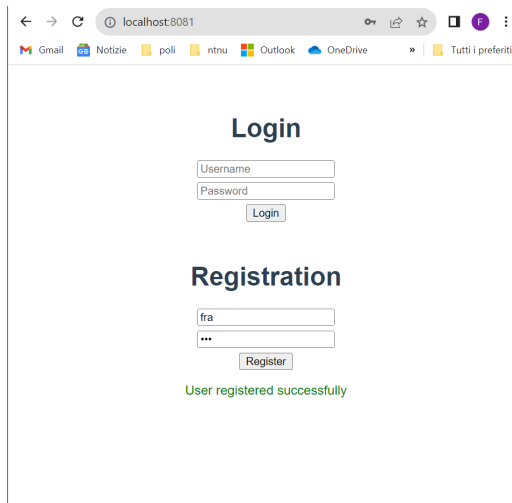 localhost:8081
F
Gmail Notizie poli ntnu Outlook OneDrive » Tutti i preferiti
Login
Username
Password
Login
Registration
fra
•••
Register
User registered successfully